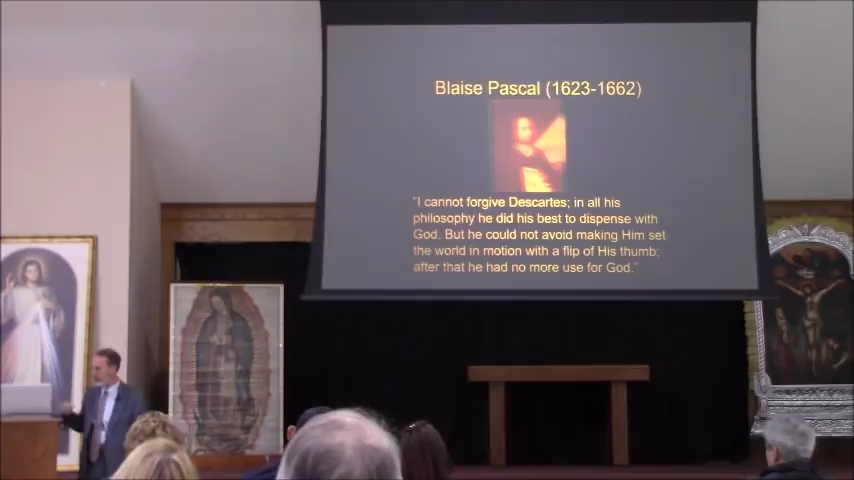 Blaise Pascal (1623-1662)
"I cannot forgive Descartes; in all his
philosophy he did his best to dispense with
God. But he could not avoid making Him set
the world in motion with a flip of His thumb;
after that he had no more use for God."